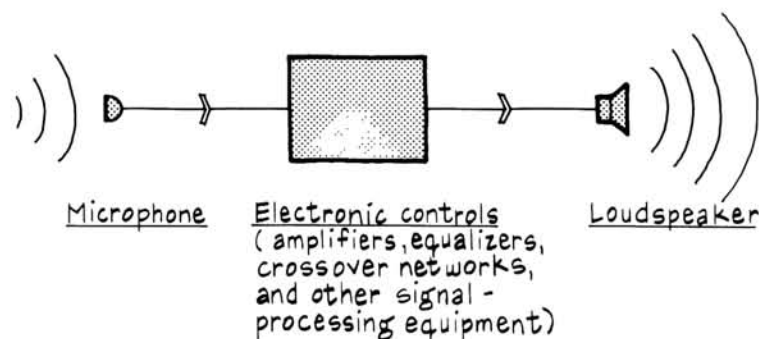 Microphone
Electronic controls
(amplifiers, equalizers,
crossover networks,
and other signal-
processing equipment)
Loudspeaker